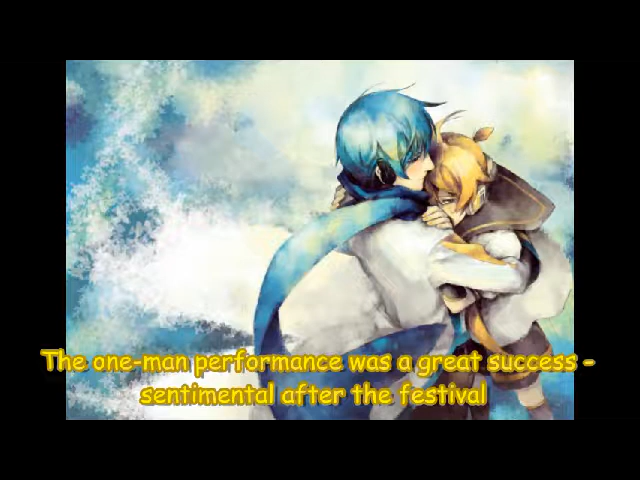 The one-man performance was a great success -
sentimental after the festival